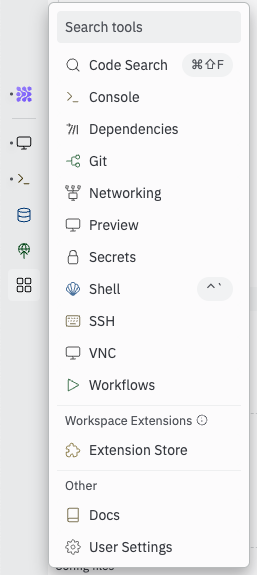 Search tools
Code Search ⌘⇧F
Console
Dependencies
Git
Networking
Preview
Secrets
Shell ^`
SSH
VNC
Workflows
Workspace Extensions
Extension Store
Other
Docs
User Settings